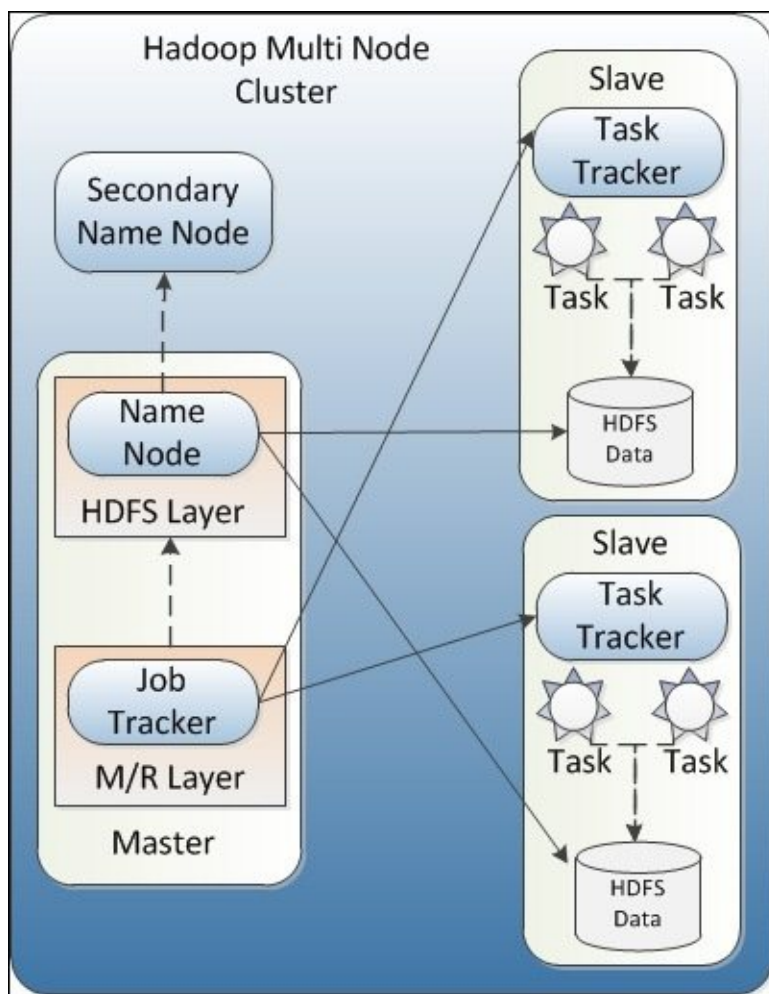 Hadoop Multi Node
Cluster
Secondary
Name Node
Name
Node
HDFS Layer
Job
Tracker
M/R Layer
Master
Slave
Task
Tracker
Task
Task
HDFS
Data
Slave
Task
Tracker
Task
Task
HDFS
Data